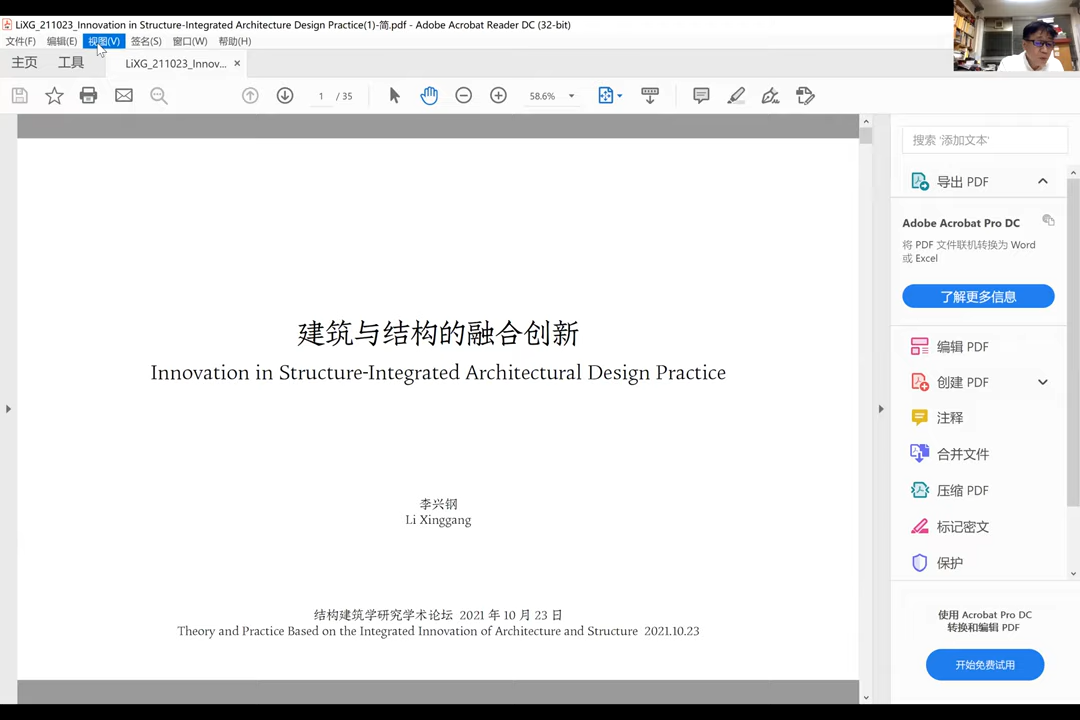 LiXG_211023_Innovation in Structure-Integrated Architecture Design Practice(1)-简.pdf - Adobe Acrobat Reader DC (32-bit)
文件(F) 编辑(E) 视图(V) 签名(S) 窗口(W) 帮助(H)
主页 工具 LiXG_211023_Innov... ×
1 / 35 58.6%
搜索 '添加文本'
导出 PDF
Adobe Acrobat Pro DC
将 PDF 文件联机转换为 Word
或 Excel
了解更多信息
编辑 PDF
创建 PDF
注释
合并文件
压缩 PDF
标记密文
保护
使用 Acrobat Pro DC
转换和编辑 PDF
开始免费试用
建筑与结构的融合创新
Innovation in Structure-Integrated Architectural Design Practice
李兴钢
Li Xinggang
结构建筑学研究学术论坛 2021 年 10 月 23 日
Theory and Practice Based on the Integrated Innovation of Architecture and Structure 2021.10.23